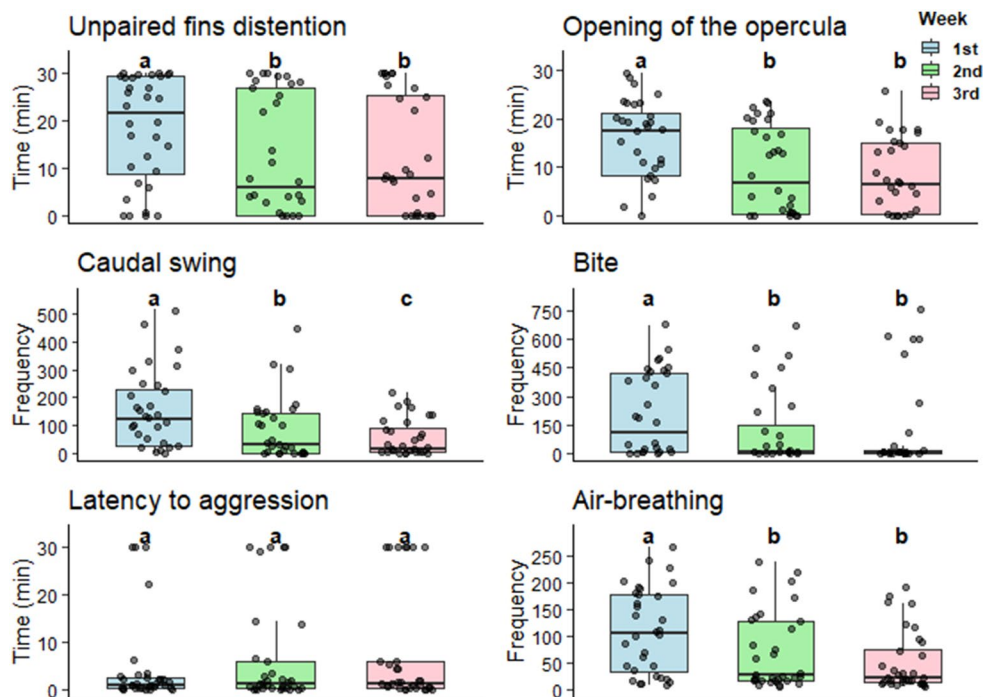 Unpaired fins distention
Time (min)
30
20
10
0
a b b
Opening of the opercula
Time (min)
30
20
10
0
a b b
Week
1st
2nd
3rd
Caudal swing
Frequency
500
400
300
200
100
0
a b c
Bite
Frequency
750
600
450
300
150
0
a b b
Latency to aggression
Time (min)
30
20
10
0
a a a
Air-breathing
Frequency
250
200
150
100
50
0
a b b